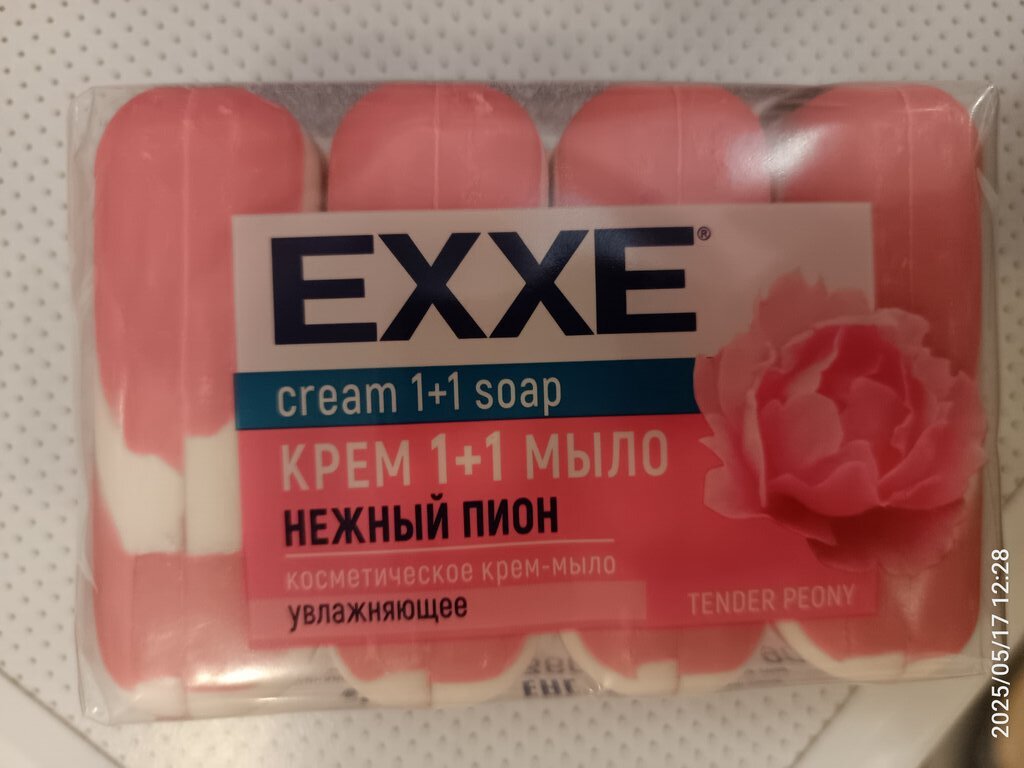 EXXE®
cream 1+1 soap
КРЕМ 1+1 МЫЛО
НЕЖНЫЙ ПИОН
косметическое крем-мыло
увлажняющее
TENDER PEONY
2025/05/17 12:28